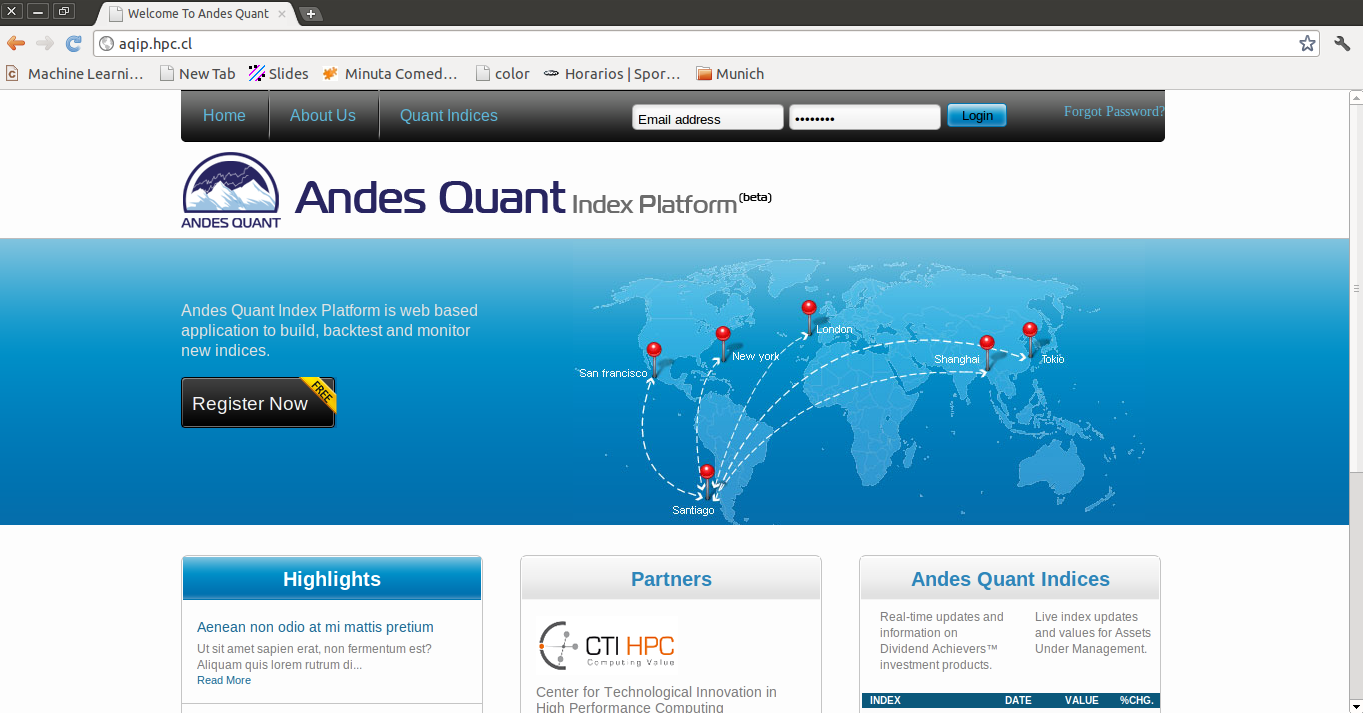 Welcome To Andes Quant
aqip.hpc.cl
Machine Learni... New Tab Slides Minuta Comed... color Horarios | Spor... Munich
Home About Us Quant Indices Email address •••••••• Login Forgot Password?
ANDES QUANT
Andes Quant Index Platform (beta)
Andes Quant Index Platform is web based
application to build, backtest and monitor
new indices.
Register Now FREE
London
New york
San francisco
Shanghai
Tokio
Santiago
Highlights
Aenean non odio at mi mattis pretium
Ut sit amet sapien erat, non fermentum est?
Aliquam quis lorem rutrum di...
Read More
Partners
CTI HPC
Computing Value
Center for Technological Innovation in
High Performance Computing
Andes Quant Indices
Real-time updates and
information on
Dividend Achievers™
investment products.
Live index updates
and values for Assets
Under Management.
INDEX DATE VALUE %CHG.